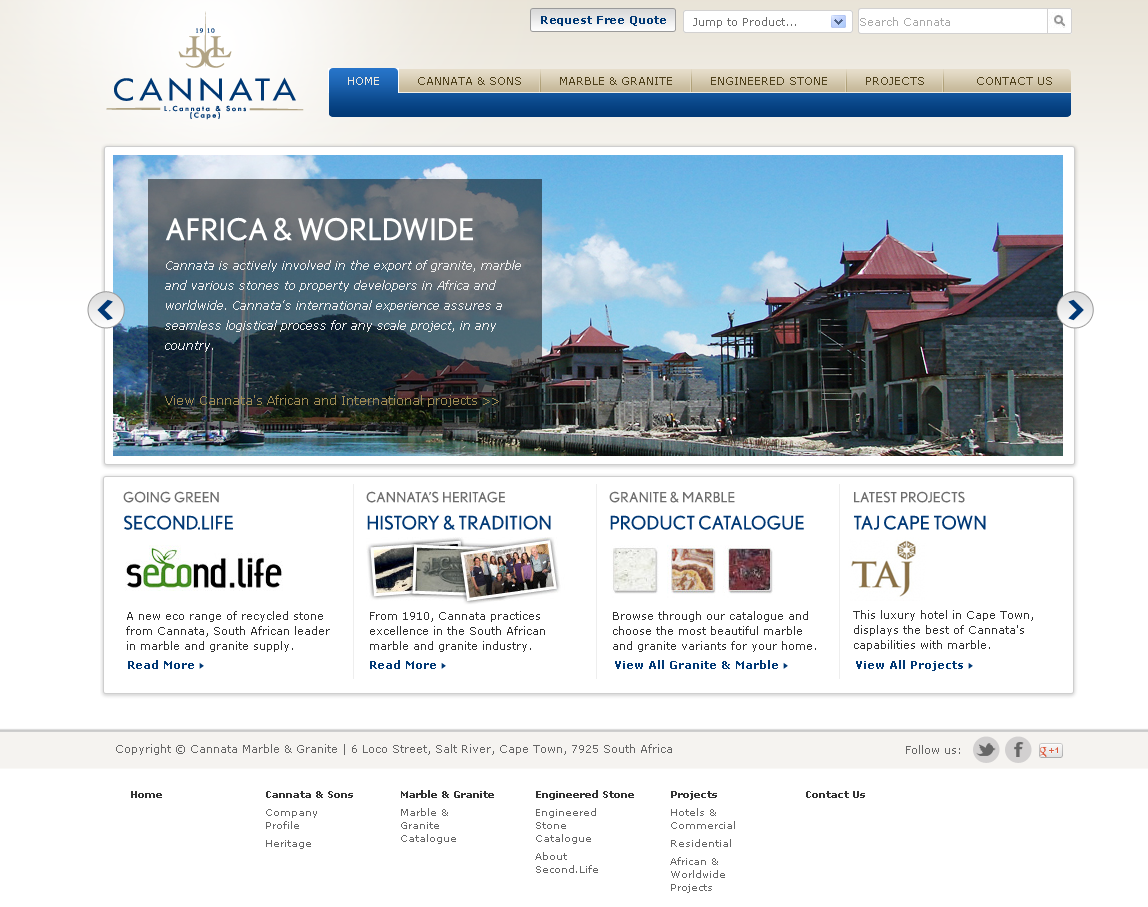 Request Free Quote
Jump to Product...
Search Cannata
19 10
CANNATA
L.Cannata & Sons
(Cape)
HOME
CANNATA & SONS
MARBLE & GRANITE
ENGINEERED STONE
PROJECTS
CONTACT US
AFRICA & WORLDWIDE
Cannata is actively involved in the export of granite, marble
and various stones to property developers in Africa and
worldwide. Cannata's international experience assures a
seamless logistical process for any scale project, in any
country.
View Cannata's African and International projects >>
GOING GREEN
SECOND.LIFE
second.life
A new eco range of recycled stone
from Cannata, South African leader
in marble and granite supply.
Read More
CANNATA'S HERITAGE
HISTORY & TRADITION
From 1910, Cannata practices
excellence in the South African
marble and granite industry.
Read More
GRANITE & MARBLE
PRODUCT CATALOGUE
Browse through our catalogue and
choose the most beautiful marble
and granite variants for your home.
View All Granite & Marble
LATEST PROJECTS
TAJ CAPE TOWN
TAJ
This luxury hotel in Cape Town,
displays the best of Cannata's
capabilities with marble.
View All Projects
Copyright © Cannata Marble & Granite | 6 Loco Street, Salt River, Cape Town, 7925 South Africa
Follow us:
f
g +1
Home
Cannata & Sons
Company
Profile
Heritage
Marble & Granite
Marble &
Granite
Catalogue
Engineered Stone
Engineered
Stone
Catalogue
About
Second.Life
Projects
Hotels &
Commercial
Residential
African &
Worldwide
Projects
Contact Us